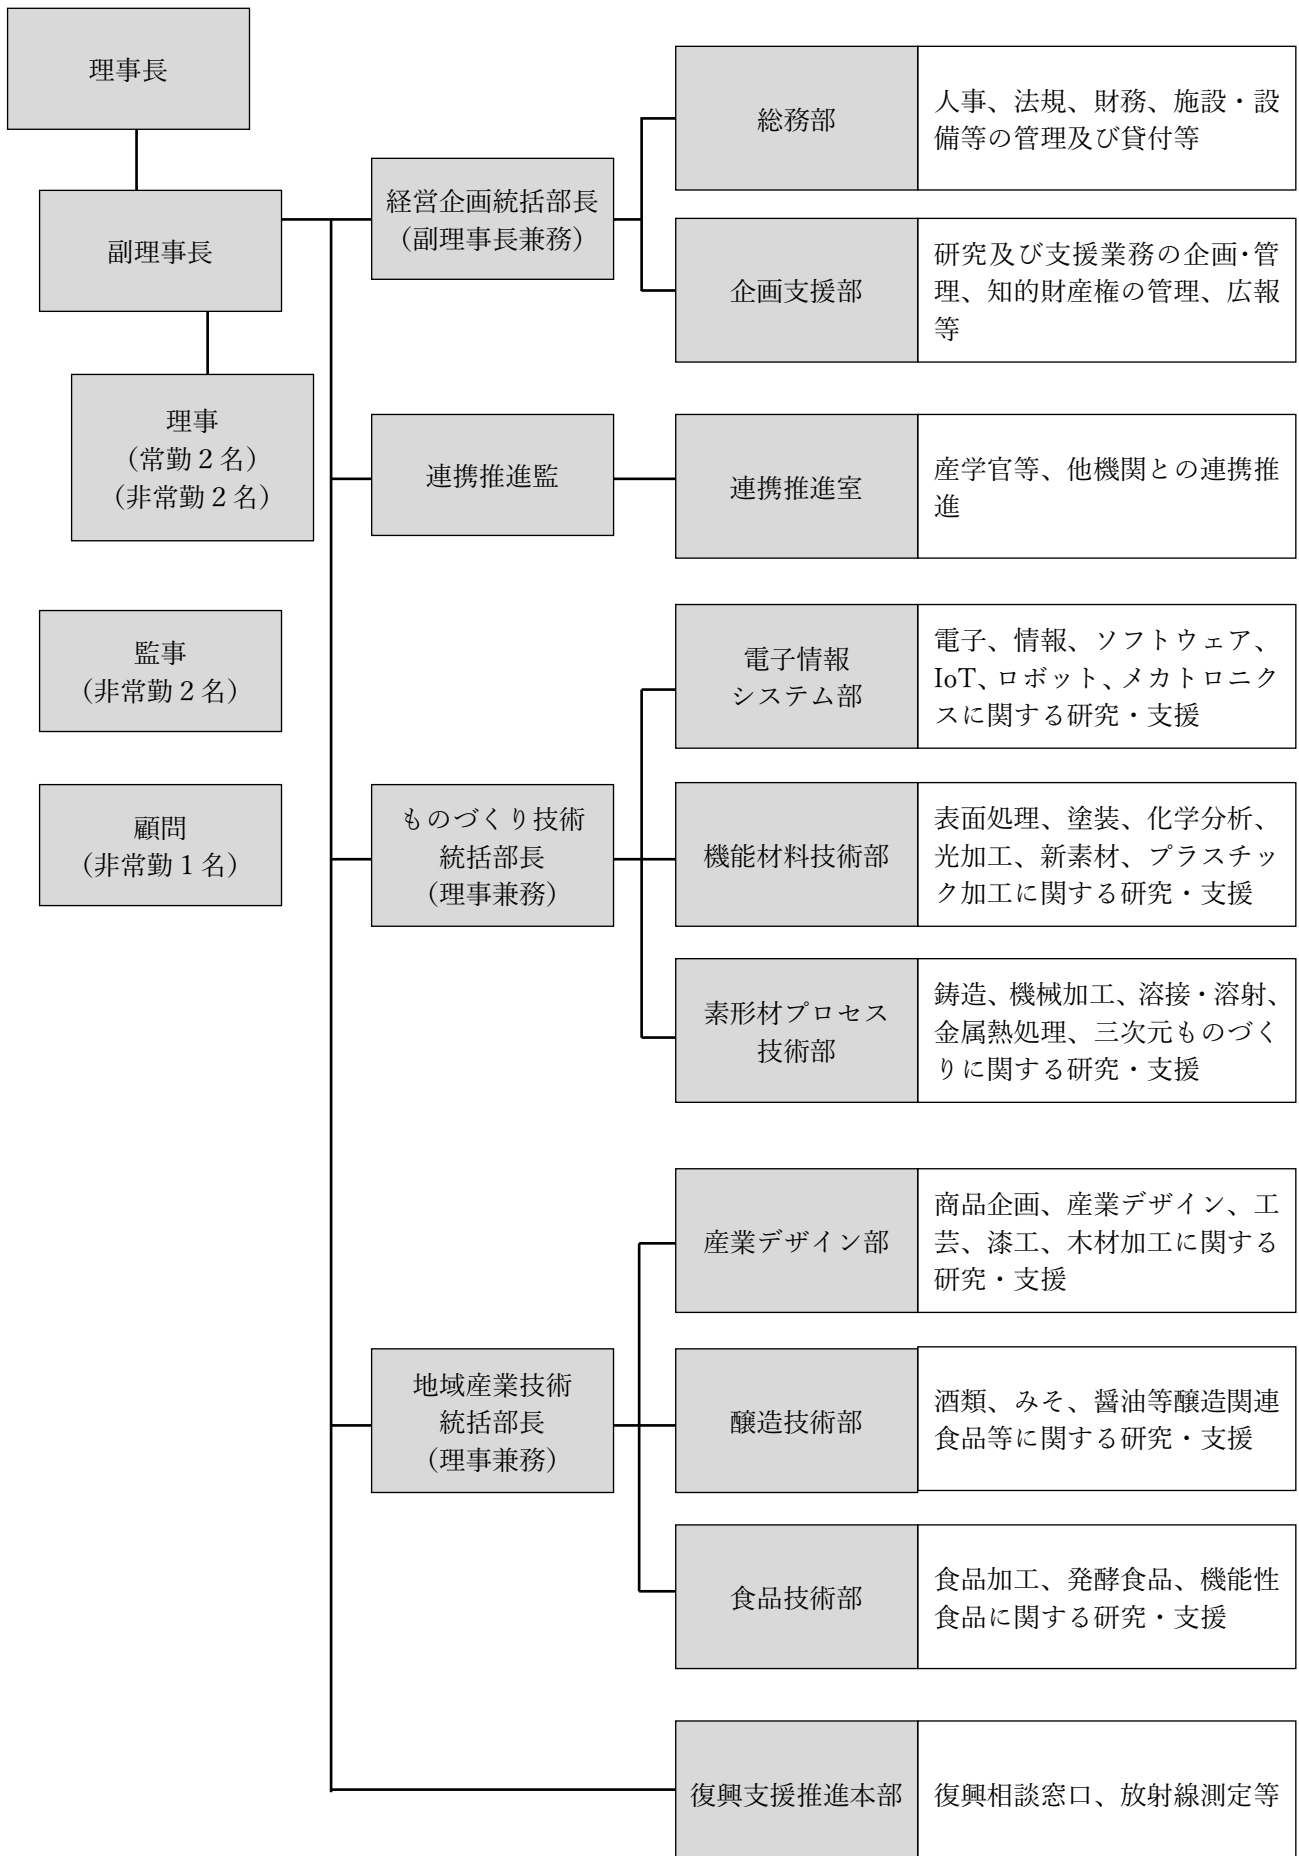 理事長
副理事長
理事
(常勤2名)
(非常勤2名)
監事
(非常勤2名)
顧問
(非常勤1名)
経営企画統括部長
(副理事長兼務)
総務部
人事、法規、財務、施設・設
備等の管理及び貸付等
企画支援部
研究及び支援業務の企画・管
理、知的財産権の管理、広報
等
連携推進監
連携推進室
産学官等、他機関との連携推
進
ものづくり技術
統括部長
(理事兼務)
電子情報
システム部
電子、情報、ソフトウェア、
IoT、ロボット、メカトロニク
スに関する研究・支援
機能材料技術部
表面処理、塗装、化学分析、
光加工、新素材、プラスチッ
ク加工に関する研究・支援
素形材プロセス
技術部
鋳造、機械加工、溶接・溶射、
金属熱処理、三次元ものづく
りに関する研究・支援
地域産業技術
統括部長
(理事兼務)
産業デザイン部
商品企画、産業デザイン、工
芸、漆工、木材加工に関する
研究・支援
醸造技術部
酒類、みそ、醤油等醸造関連
食品等に関する研究・支援
食品技術部
食品加工、発酵食品、機能性
食品に関する研究・支援
復興支援推進本部
復興相談窓口、放射線測定等